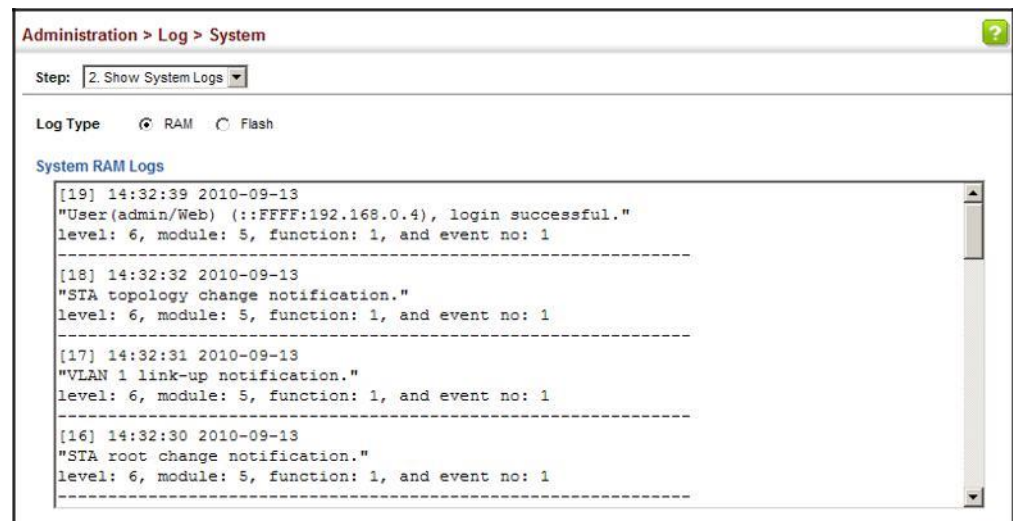 Administration > Log > System
?
Step: 2. Show System Logs
Log Type RAM Flash
System RAM Logs
[19] 14:32:39 2010-09-13
"User(admin/Web) (::FFFF:192.168.0.4), login successful."
level: 6, module: 5, function: 1, and event no: 1
----------------------------------------------------------------------
[18] 14:32:32 2010-09-13
"STA topology change notification."
level: 6, module: 5, function: 1, and event no: 1
----------------------------------------------------------------------
[17] 14:32:31 2010-09-13
"VLAN 1 link-up notification."
level: 6, module: 5, function: 1, and event no: 1
----------------------------------------------------------------------
[16] 14:32:30 2010-09-13
"STA root change notification."
level: 6, module: 5, function: 1, and event no: 1
----------------------------------------------------------------------